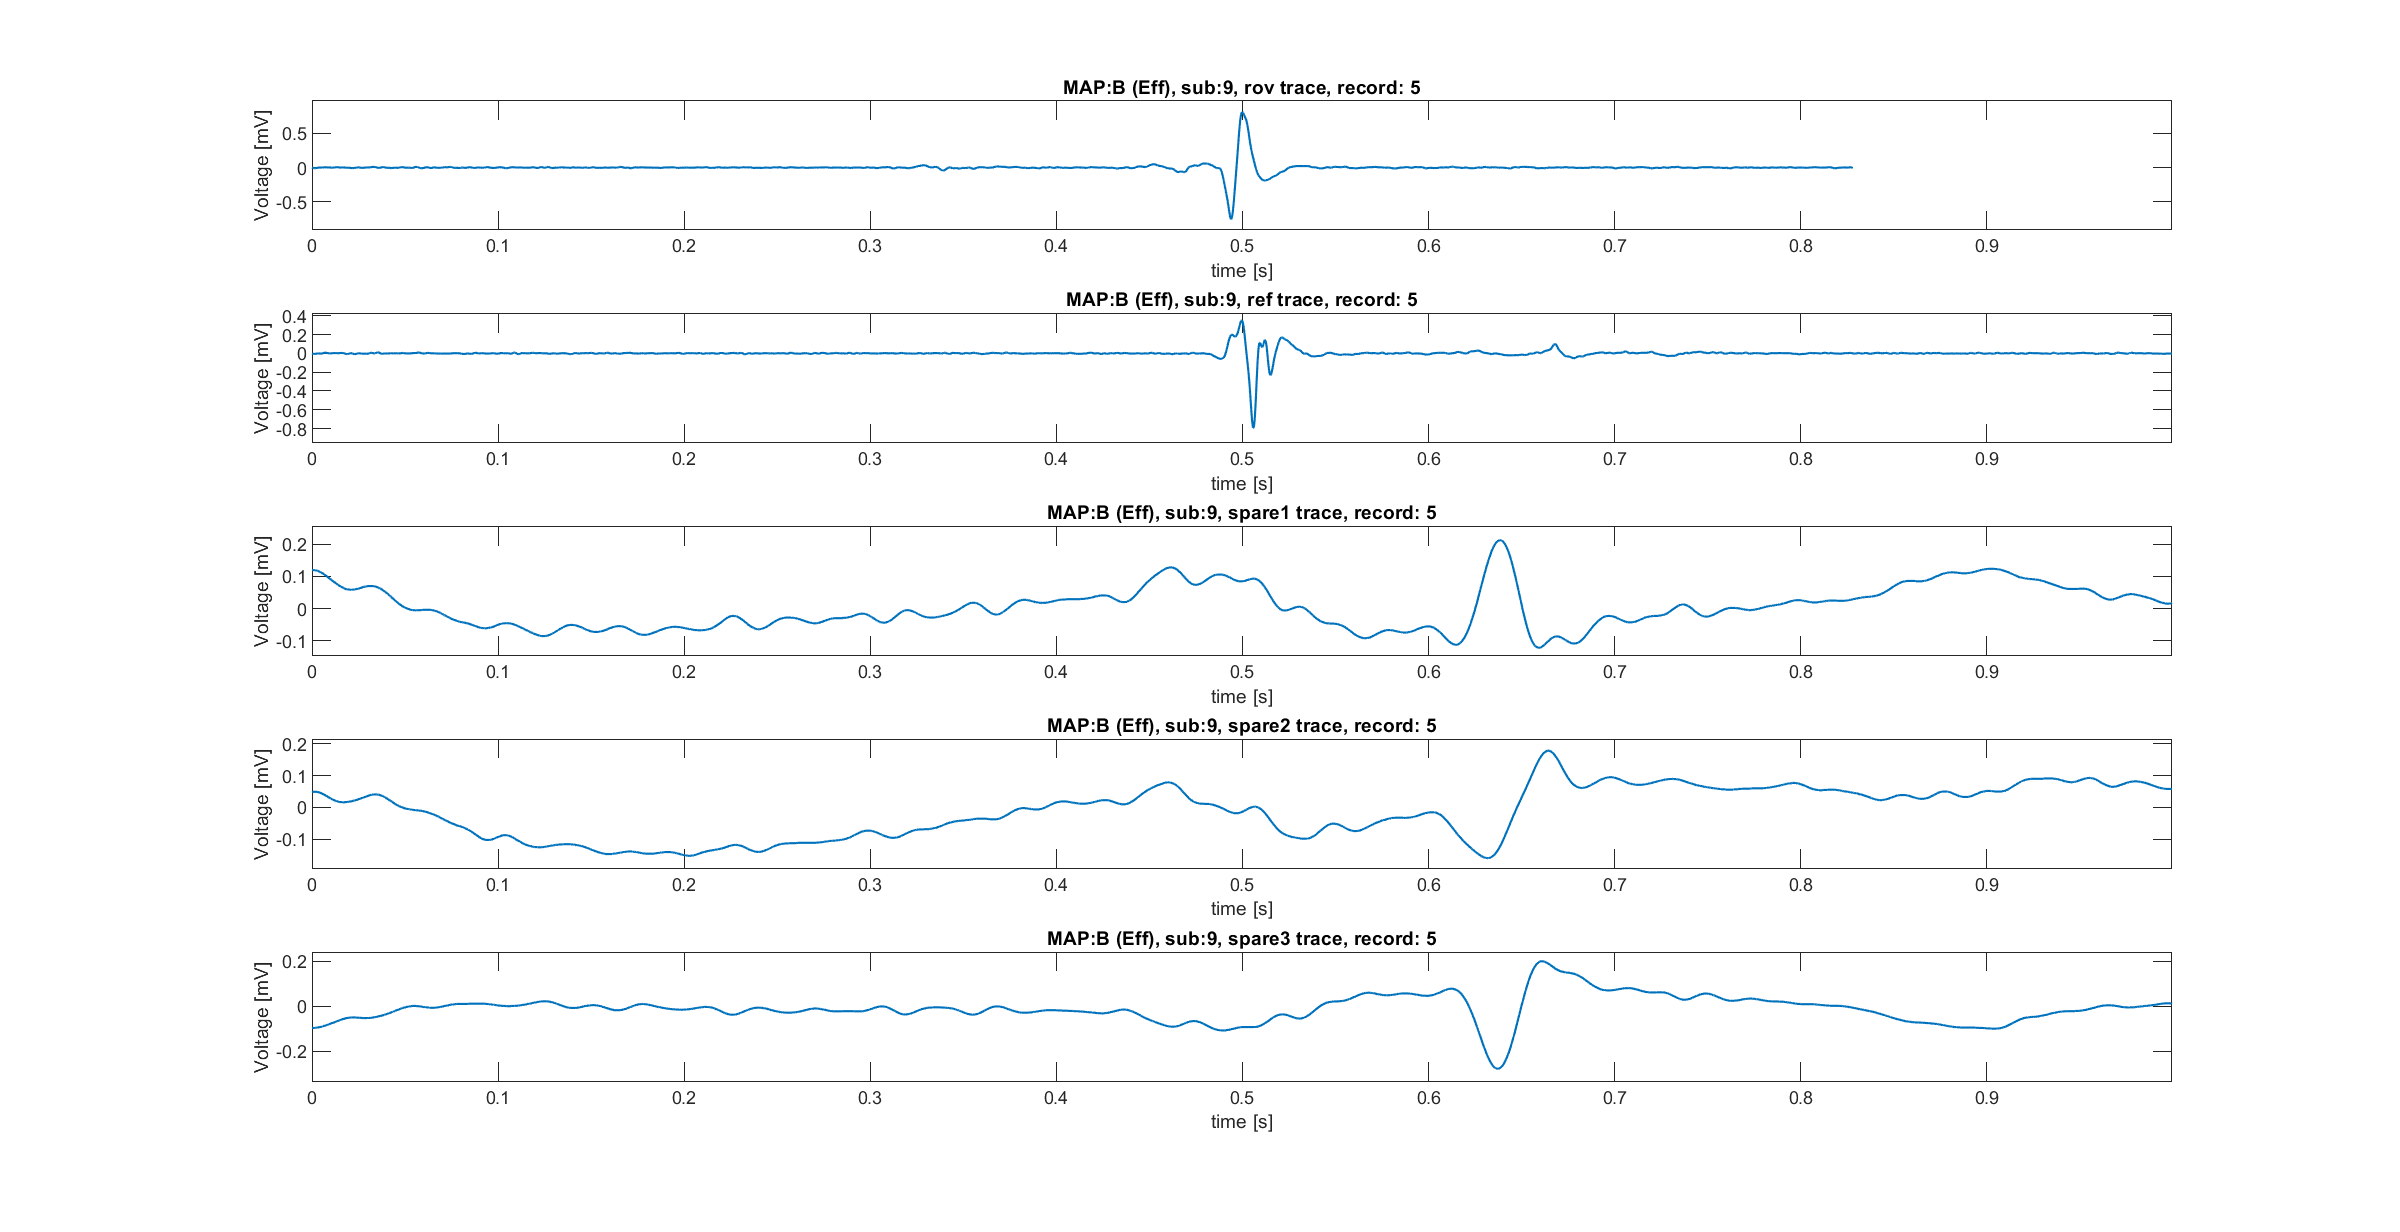 MAP:B (Eff), sub:9, rov trace, record: 5
Voltage [mV]
0.5
0
-0.5
0 0.1 0.2 0.3 0.4 0.5 0.6 0.7 0.8 0.9
time [s]
MAP:B (Eff), sub:9, ref trace, record: 5
Voltage [mV]
0.4
0.2
0
-0.2
-0.4
-0.6
-0.8
0 0.1 0.2 0.3 0.4 0.5 0.6 0.7 0.8 0.9
time [s]
MAP:B (Eff), sub:9, spare1 trace, record: 5
Voltage [mV]
0.2
0.1
0
-0.1
0 0.1 0.2 0.3 0.4 0.5 0.6 0.7 0.8 0.9
time [s]
MAP:B (Eff), sub:9, spare2 trace, record: 5
Voltage [mV]
0.2
0.1
0
-0.1
0 0.1 0.2 0.3 0.4 0.5 0.6 0.7 0.8 0.9
time [s]
MAP:B (Eff), sub:9, spare3 trace, record: 5
Voltage [mV]
0.2
0
-0.2
0 0.1 0.2 0.3 0.4 0.5 0.6 0.7 0.8 0.9
time [s]